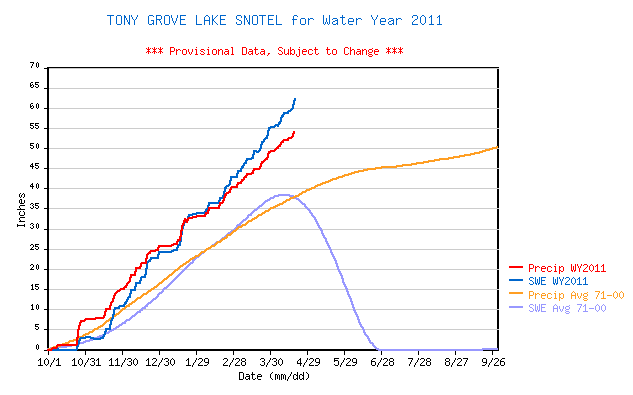 TONY GROVE LAKE SNOTEL for Water Year 2011
*** Provisional Data, Subject to Change ***
70
65
60
55
50
45
40
35
30
25
20
15
10
5
0
Inches
10/1 10/31 11/30 12/30 1/29 2/28 3/30 4/29 5/29 6/28 7/28 8/27 9/26
Date (mm/dd)
Precip WY2011
SWE WY2011
Precip Avg 71-00
SWE Avg 71-00